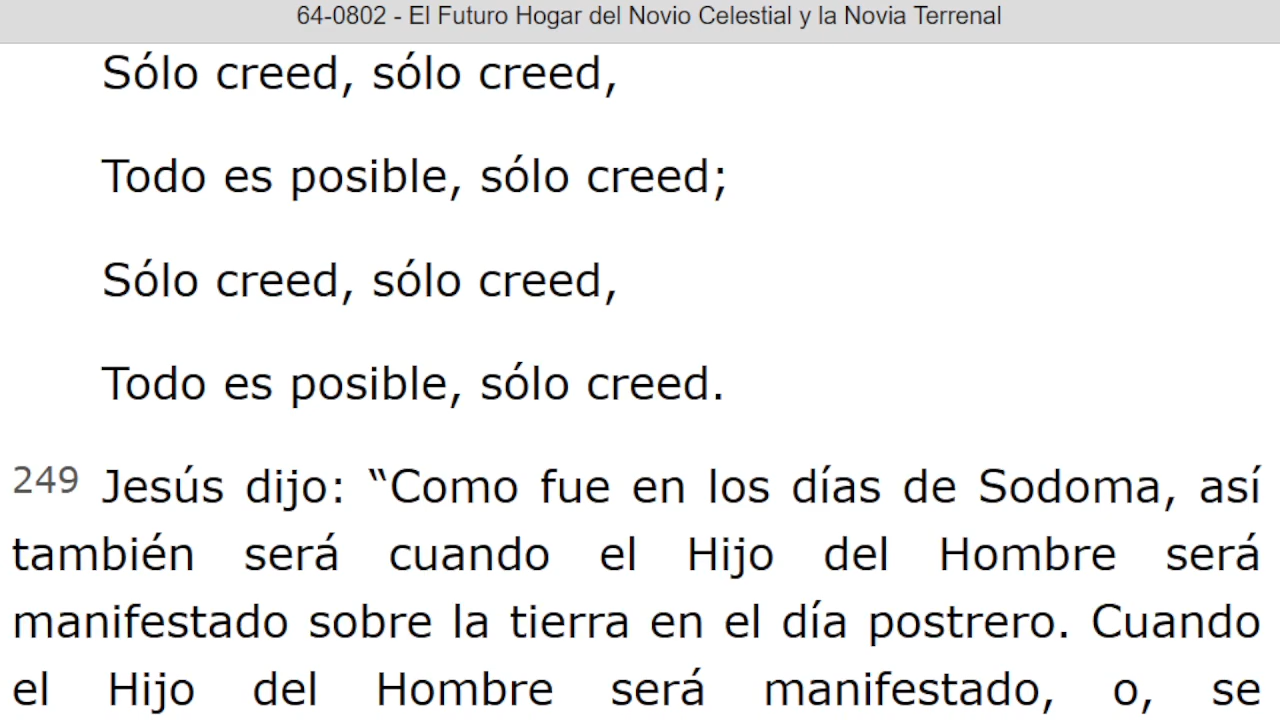 64-0802 - El Futuro Hogar del Novio Celestial y la Novia Terrenal
Sólo creed, sólo creed,
Todo es posible, sólo creed;
Sólo creed, sólo creed,
Todo es posible, sólo creed.
249 Jesús dijo: “Como fue en los días de Sodoma, así
también será cuando el Hijo del Hombre será
manifestado sobre la tierra en el día postrero. Cuando
el Hijo del Hombre será manifestado, o, se